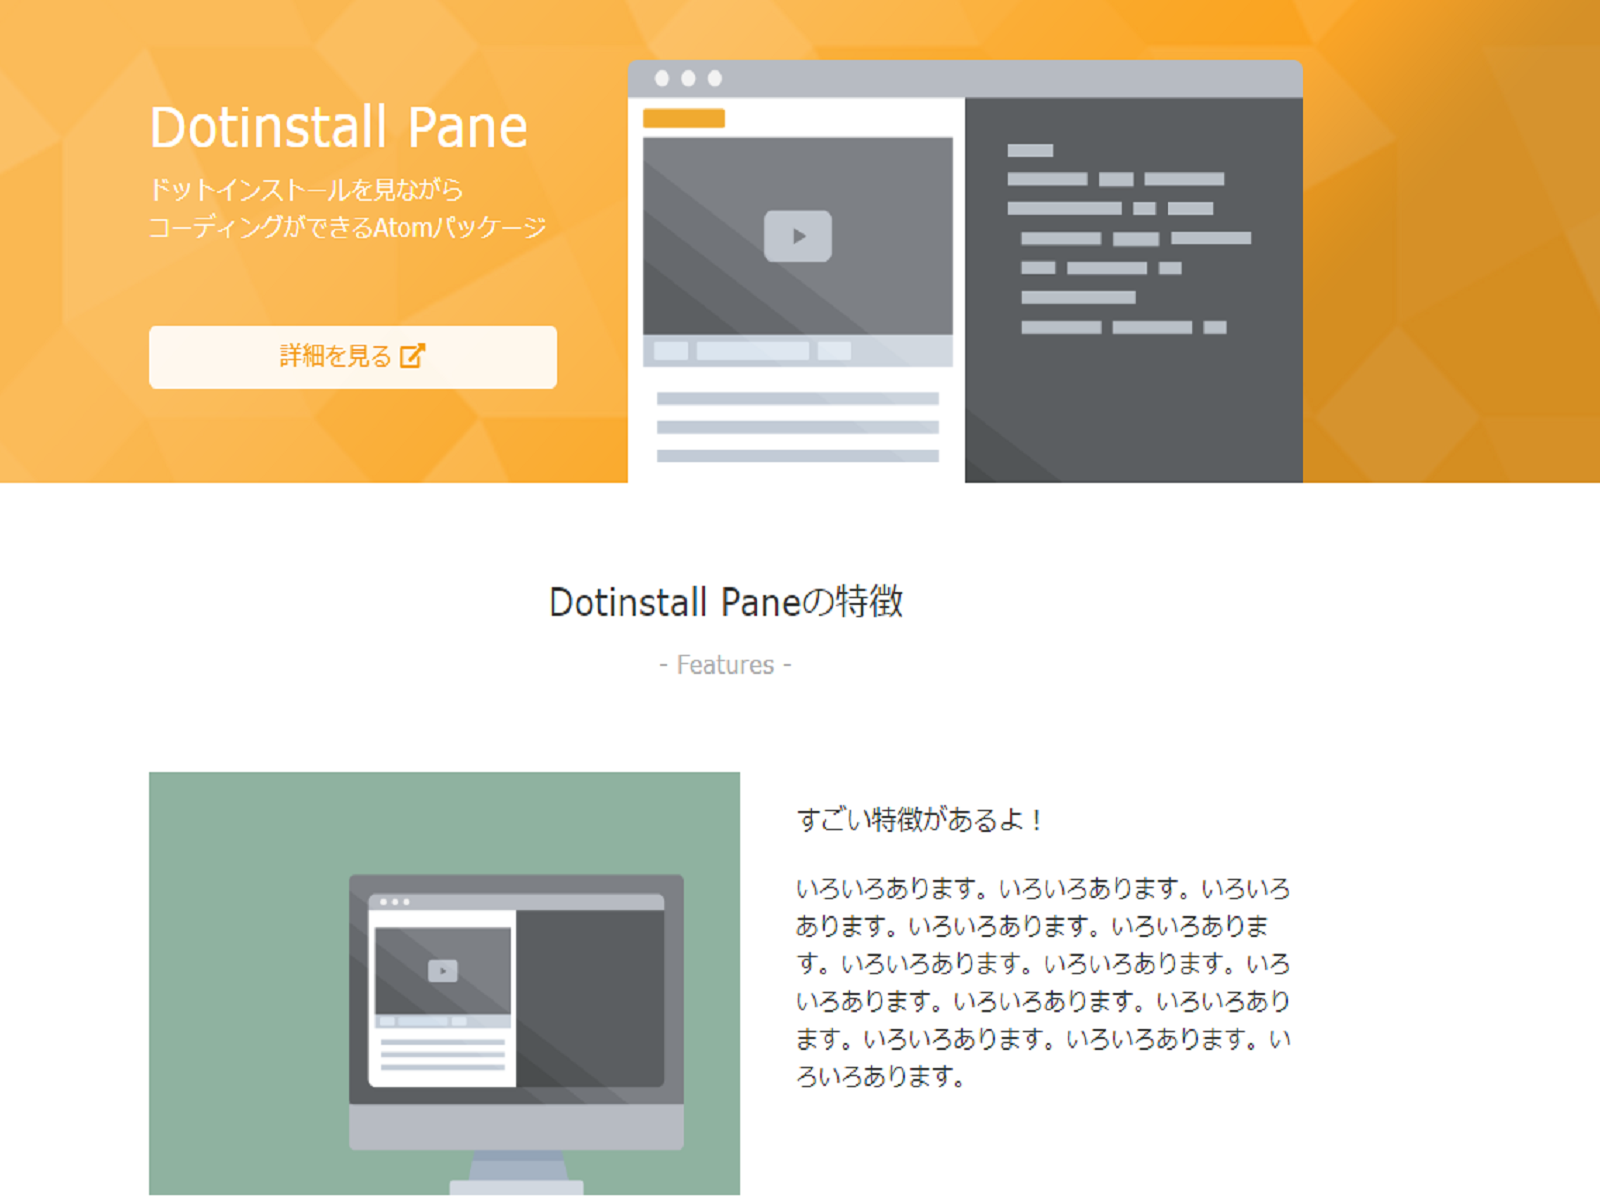 Dotinstall Pane
ドットインストールを見ながら
コーディングができるAtomパッケージ
詳細を見る
Dotinstall Paneの特徴
- Features -
すごい特徴があるよ！
いろいろあります。いろいろあります。いろいろ
あります。いろいろあります。いろいろありま
す。いろいろあります。いろいろあります。いろ
いろあります。いろいろあります。いろいろあり
ます。いろいろあります。いろいろあります。い
ろいろあります。